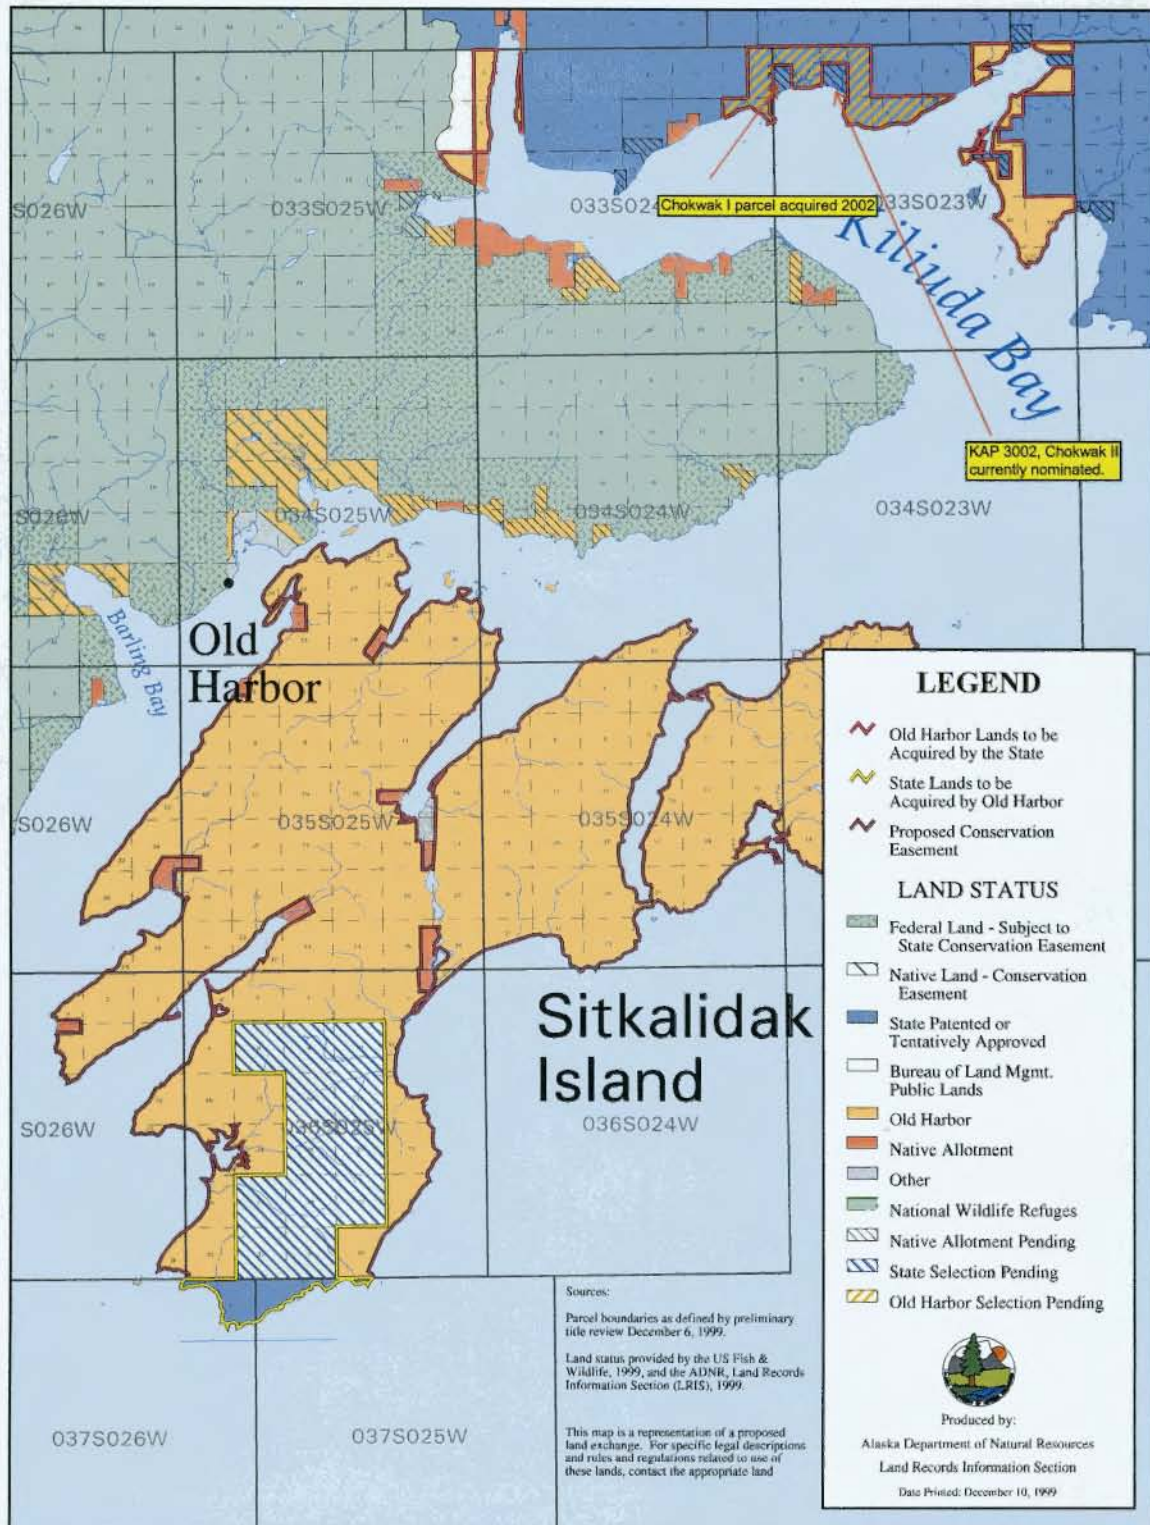 S026W
033S025W
033S024
Chokwak I parcel acquired 2002
033S023W
Kiliuda Bay
KAP 3002, Chokwak II
currently nominated.
S026W
034S025W
034S024W
034S023W
Barling Bay
Old
Harbor
S026W
035S025W
035S024W
Sitkalidak
Island
S026W
036S025W
036S024W
037S026W
037S025W
Sources:
Parcel boundaries as defined by preliminary
title review December 6, 1999.
Land status provided by the US Fish &
Wildlife, 1999, and the ADNR, Land Records
Information Section (LRIS), 1999.
This map is a representation of a proposed
land exchange. For specific legal descriptions
and rules and regulations related to use of
these lands, contact the appropriate land
LEGEND
Old Harbor Lands to be
Acquired by the State
State Lands to be
Acquired by Old Harbor
Proposed Conservation
Easement
LAND STATUS
Federal Land - Subject to
State Conservation Easement
Native Land - Conservation
Easement
State Patented or
Tentatively Approved
Bureau of Land Mgmt.
Public Lands
Old Harbor
Native Allotment
Other
National Wildlife Refuges
Native Allotment Pending
State Selection Pending
Old Harbor Selection Pending
Produced by:
Alaska Department of Natural Resources
Land Records Information Section
Date Printed: December 10, 1999